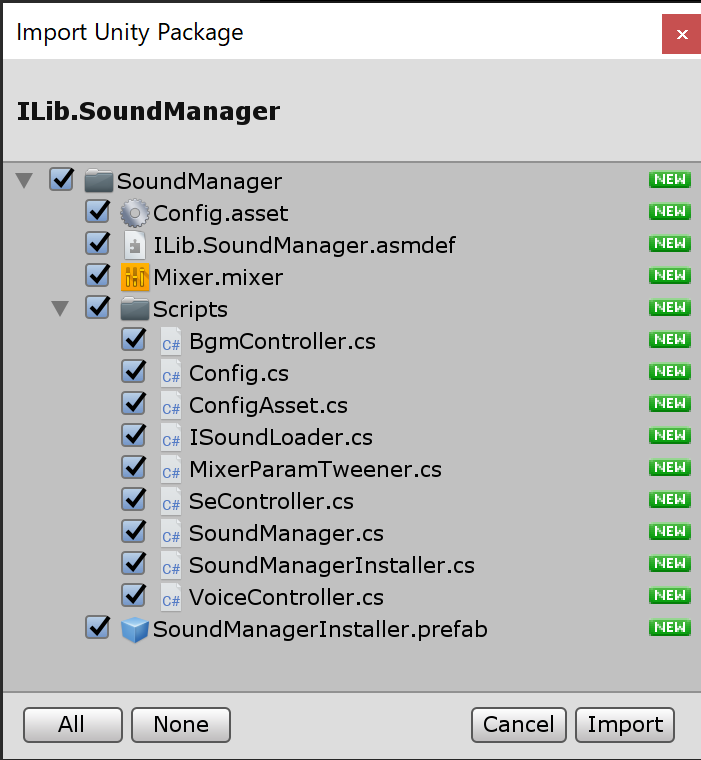 Import Unity Package
ILib.SoundManager
SoundManager NEW
Config.asset NEW
ILib.SoundManager.asmdef NEW
Mixer.mixer NEW
Scripts NEW
C# BgmController.cs NEW
C# Config.cs NEW
C# ConfigAsset.cs NEW
C# ISoundLoader.cs NEW
C# MixerParamTweener.cs NEW
C# SeController.cs NEW
C# SoundManager.cs NEW
C# SoundManagerInstaller.cs NEW
C# VoiceController.cs NEW
SoundManagerInstaller.prefab NEW
All None Cancel Import